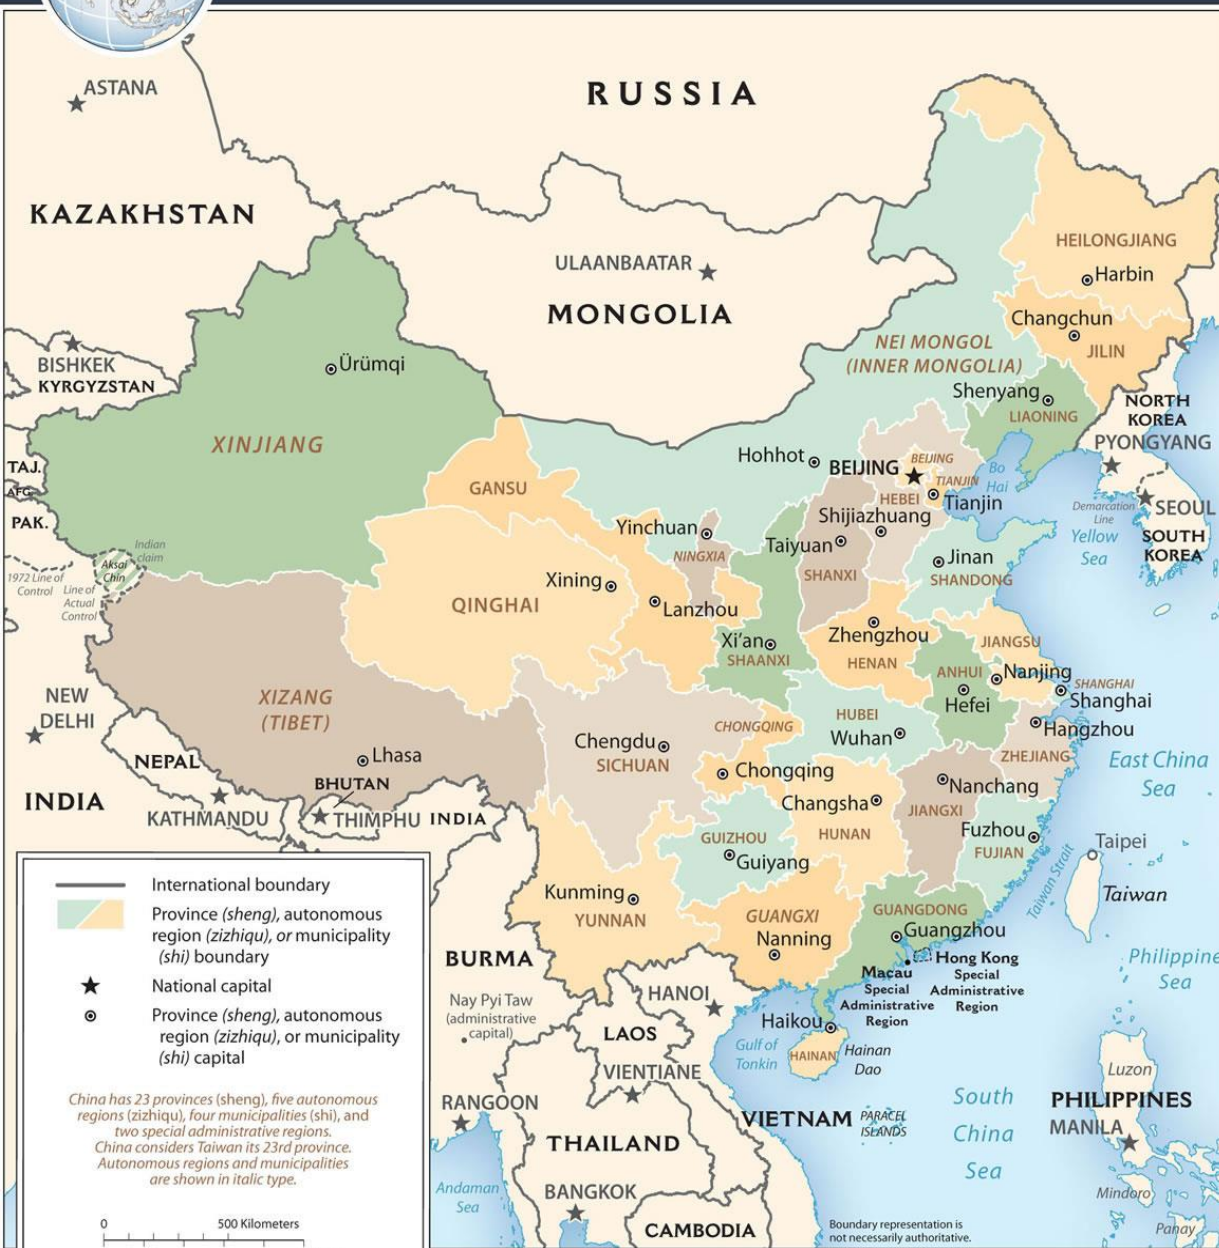 RUSSIA
ASTANA
KAZAKHSTAN
ULAANBAATAR
MONGOLIA
HEILONGJIANG
Harbin
Changchun
JILIN
NEI MONGOL
(INNER MONGOLIA)
BISHKEK
KYRGYZSTAN
Ürümqi
XINJIANG
Shenyang
LIAONING
NORTH
KOREA
PYONGYANG
TAJ.
AFG.
PAK.
GANSU
Hohhot
BEIJING
BEIJING
TIANJIN
HEBEI
Tianjin
Bo
Hai
Demarcation
Line
SEOUL
SOUTH
KOREA
Yellow
Sea
Yinchuan
NINGXIA
Shijiazhuang
Taiyuan
SHANXI
Jinan
SHANDONG
Indian
claim
Aksai
Chin
1972 Line of
Control
Line of
Actual
Control
Xining
QINGHAI
Lanzhou
Xi'an
SHAANXI
Zhengzhou
HENAN
JIANGSU
ANHUI
Nanjing
Hefei
SHANGHAI
Shanghai
XIZANG
(TIBET)
Lhasa
NEW
DELHI
NEPAL
KATHMANDU
BHUTAN
THIMPHU
INDIA
INDIA
CHONGQING
Chengdu
SICHUAN
Chongqing
HUBEI
Wuhan
Hangzhou
ZHEJIANG
East China
Sea
Changsha
HUNAN
Nanchang
JIANGXI
Fuzhou
FUJIAN
GUIZHOU
Guiyang
Taipei
Taiwan
Taiwan Strait
Kunming
YUNNAN
GUANGXI
Nanning
GUANGDONG
Guangzhou
Macau
Special
Administrative
Region
Hong Kong
Special
Administrative
Region
Philippine
Sea
BURMA
Nay Pyi Taw
(administrative
capital)
HANOI
LAOS
VIENTIANE
Haikou
HAINAN
Hainan
Dao
Gulf of
Tonkin
RANGOON
THAILAND
BANGKOK
CAMBODIA
VIETNAM
PARACEL
ISLANDS
South
China
Sea
Luzon
PHILIPPINES
MANILA
Mindoro
Panay
Andaman
Sea
Boundary representation is
not necessarily authoritative.
International boundary
Province (sheng), autonomous
region (zizhiqu), or municipality
(shi) boundary
National capital
Province (sheng), autonomous
region (zizhiqu), or municipality
(shi) capital
China has 23 provinces (sheng), five autonomous
regions (zizhiqu), four municipalities (shi), and
two special administrative regions.
China considers Taiwan its 23rd province.
Autonomous regions and municipalities
are shown in italic type.
0 500 Kilometers